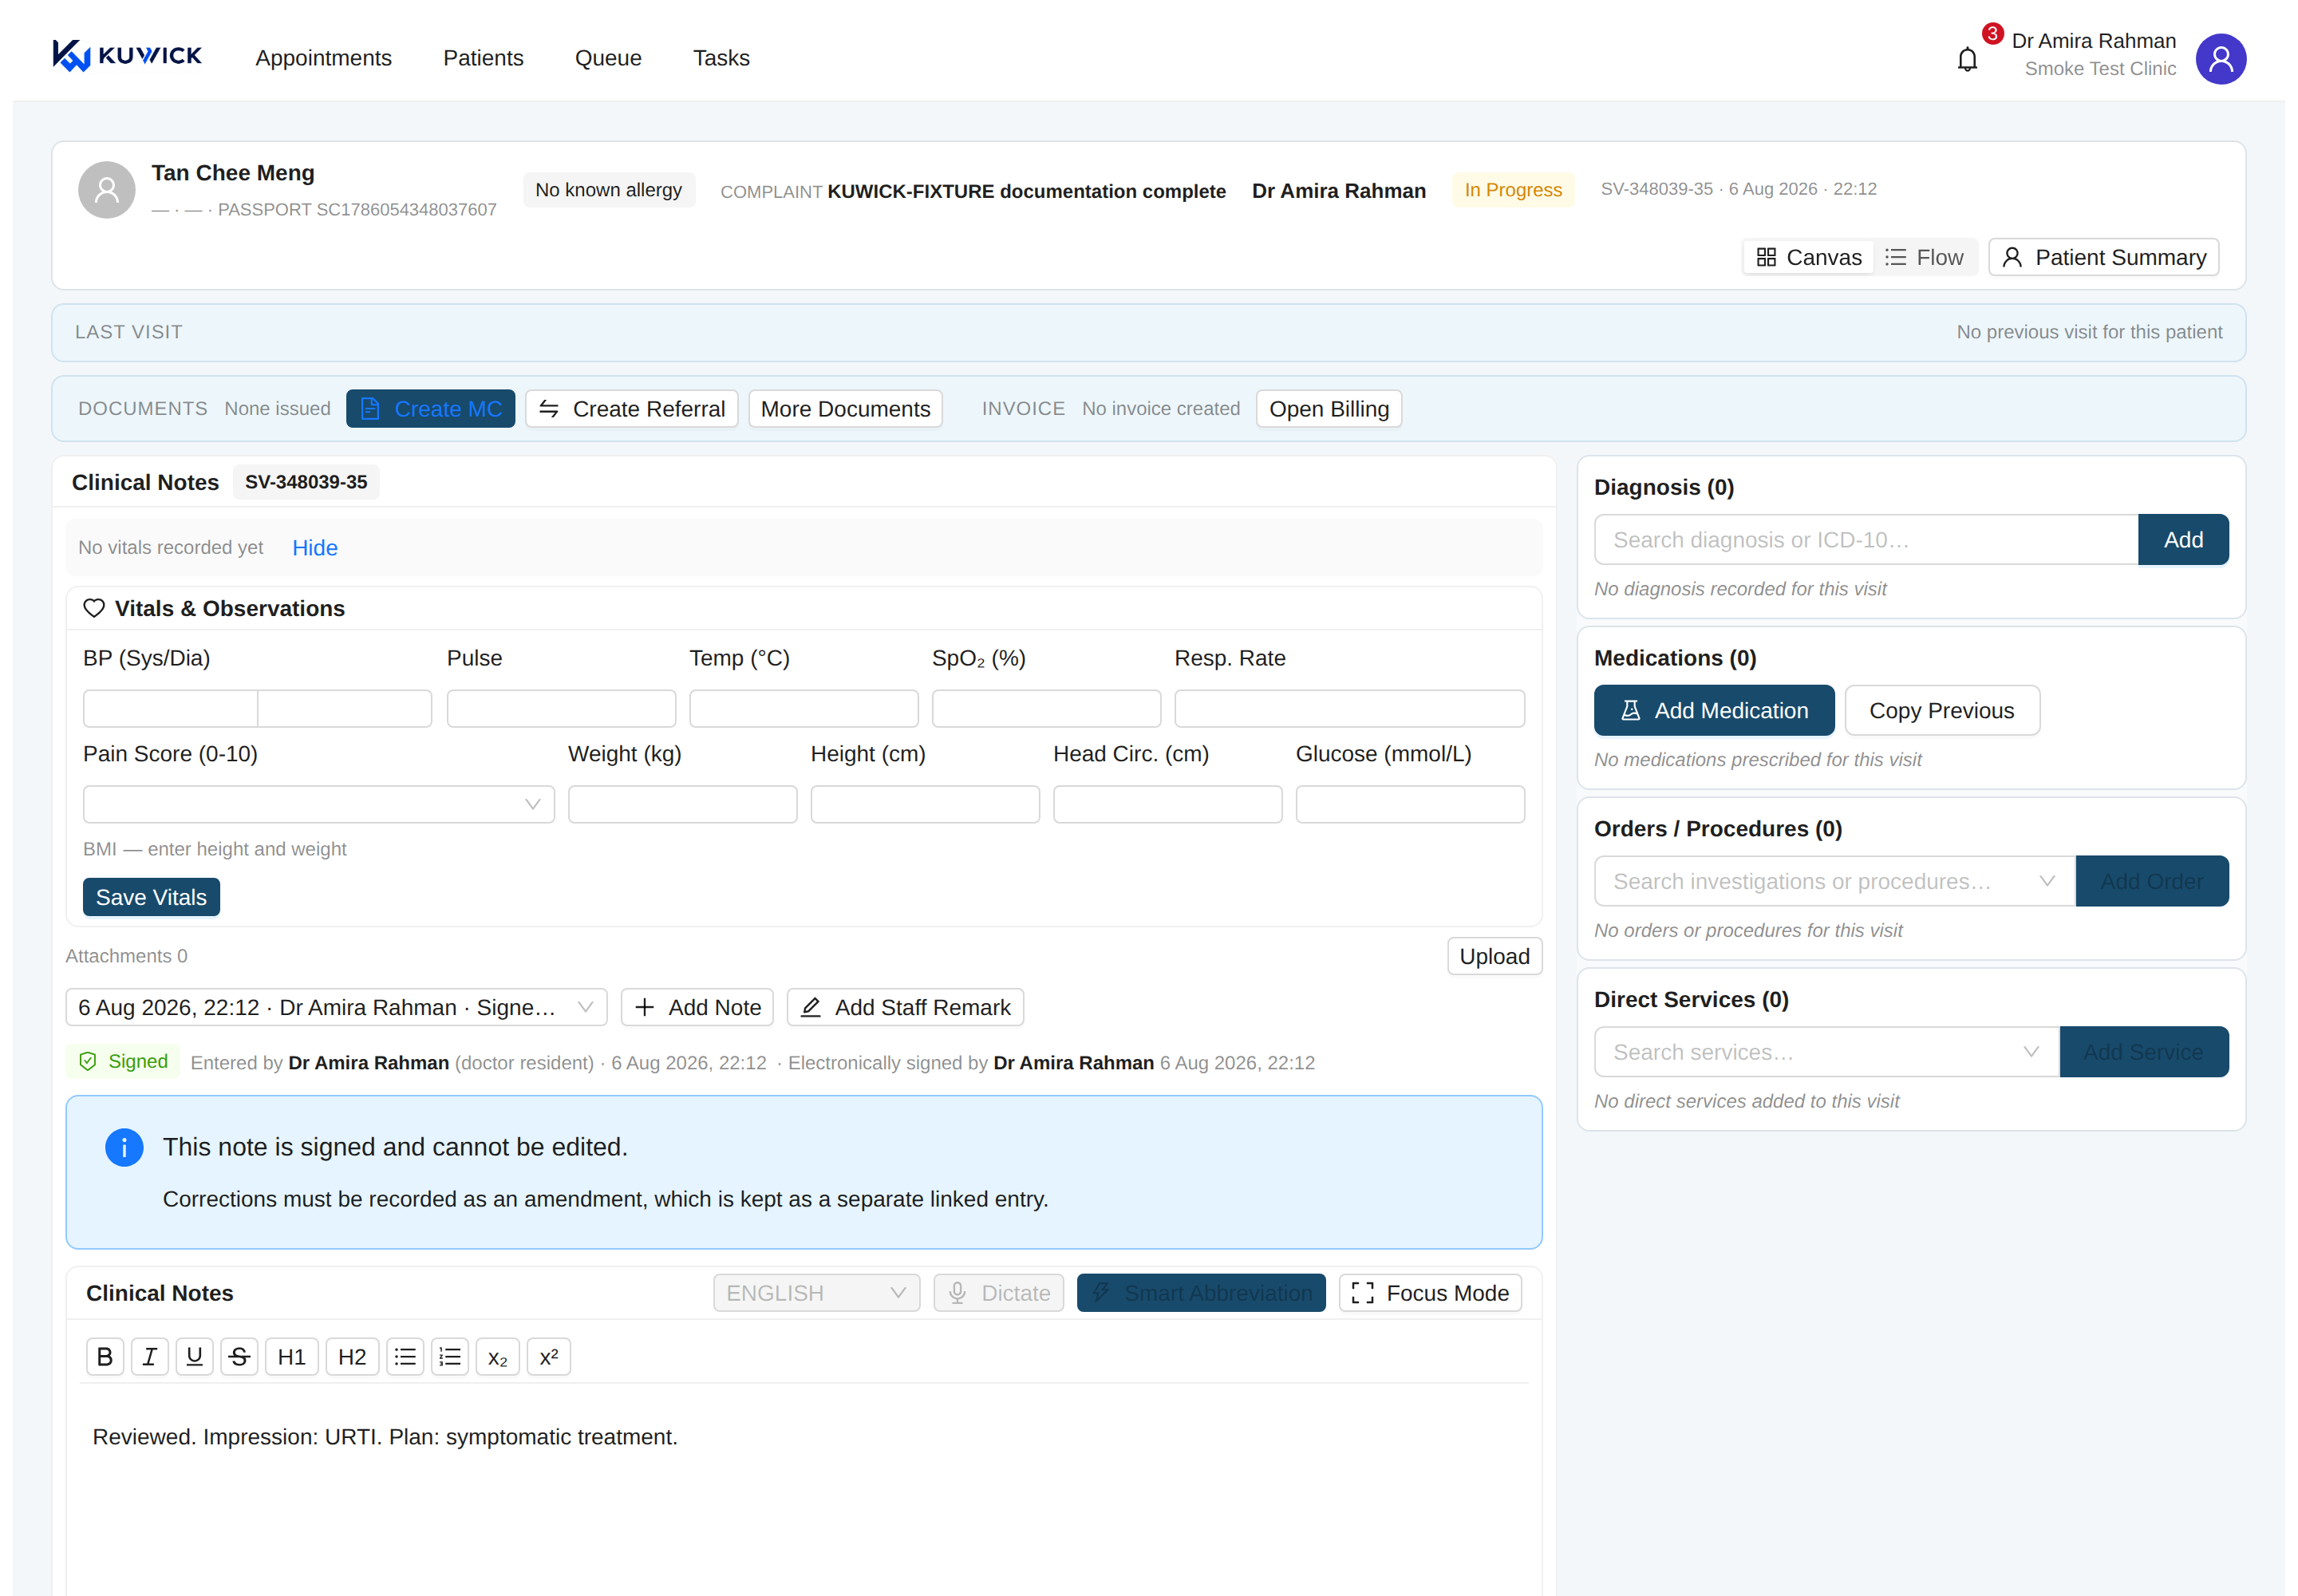 KUWICK Appointments Patients Queue Tasks 3 Dr Amira Rahman
Smoke Test Clinic
Tan Chee Meng
— · — · PASSPORT SC1786054348037607
No known allergy COMPLAINT KUWICK-FIXTURE documentation complete Dr Amira Rahman In Progress SV-348039-35 · 6 Aug 2026 · 22:12
Canvas Flow Patient Summary
LAST VISIT No previous visit for this patient
DOCUMENTS None issued Create MC Create Referral More Documents INVOICE No invoice created Open Billing
Clinical Notes SV-348039-35
No vitals recorded yet Hide
Vitals & Observations
BP (Sys/Dia) Pulse Temp (°C) SpO₂ (%) Resp. Rate
Pain Score (0-10) Weight (kg) Height (cm) Head Circ. (cm) Glucose (mmol/L)
BMI — enter height and weight
Save Vitals
Attachments 0 Upload
6 Aug 2026, 22:12 · Dr Amira Rahman · Signe… Add Note Add Staff Remark
Signed Entered by Dr Amira Rahman (doctor resident) · 6 Aug 2026, 22:12 · Electronically signed by Dr Amira Rahman 6 Aug 2026, 22:12
This note is signed and cannot be edited.
Corrections must be recorded as an amendment, which is kept as a separate linked entry.
Clinical Notes ENGLISH Dictate Smart Abbreviation Focus Mode
B I U S H1 H2 x₂ x²
Reviewed. Impression: URTI. Plan: symptomatic treatment.
Diagnosis (0)
Search diagnosis or ICD-10… Add
No diagnosis recorded for this visit
Medications (0)
Add Medication Copy Previous
No medications prescribed for this visit
Orders / Procedures (0)
Search investigations or procedures… Add Order
No orders or procedures for this visit
Direct Services (0)
Search services… Add Service
No direct services added to this visit